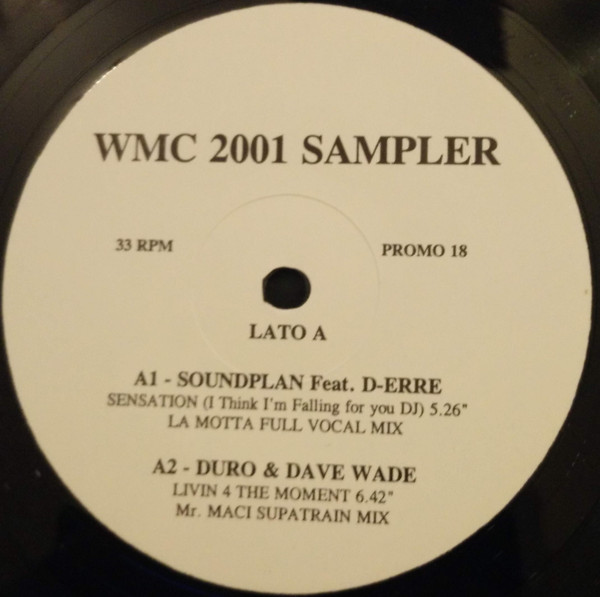 WMC 2001 SAMPLER
33 RPM
PROMO 18
LATO A
A1 - SOUNDPLAN Feat. D-ERRE
SENSATION (I Think I'm Falling for you DJ) 5.26"
LA MOTTA FULL VOCAL MIX
A2 - DURO & DAVE WADE
LIVIN 4 THE MOMENT 6.42"
Mr. MACI SUPATRAIN MIX